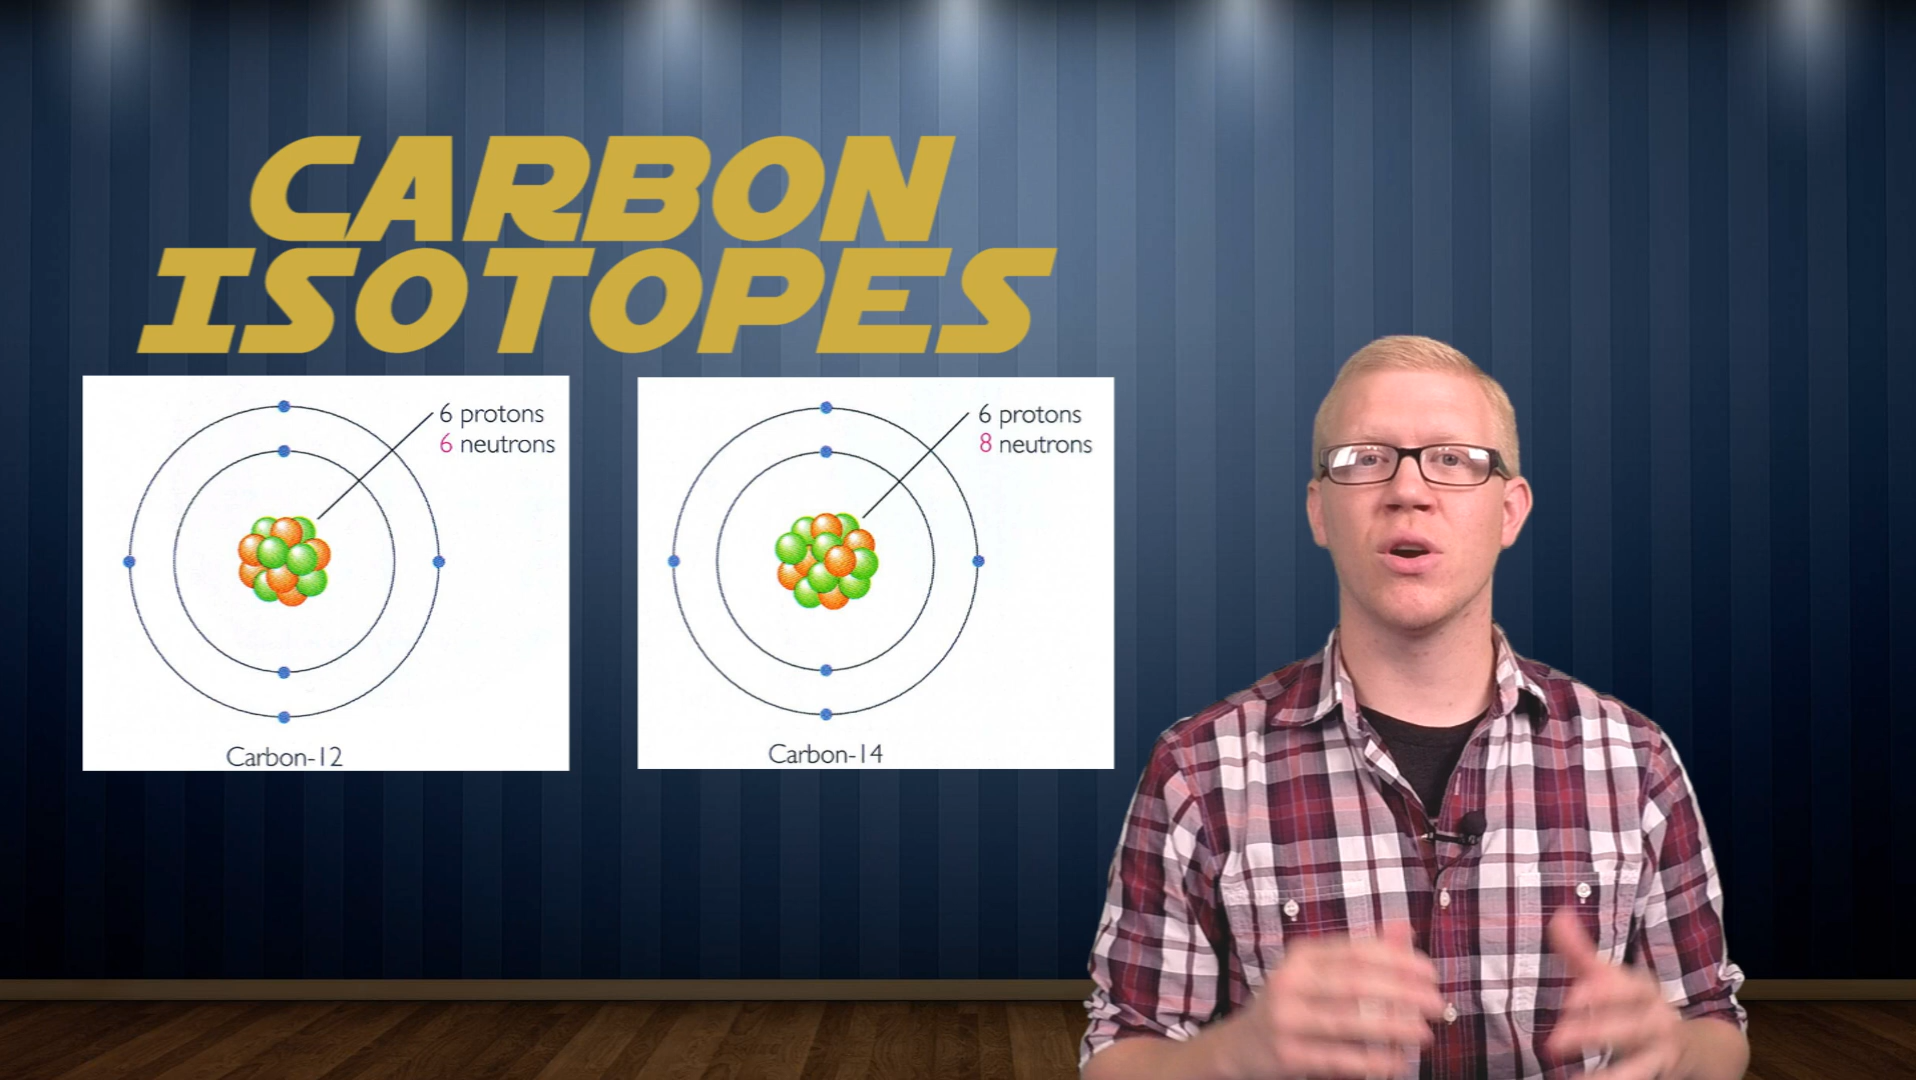 CARBON
ISOTOPES
6 protons
6 neutrons
Carbon-12
6 protons
8 neutrons
Carbon-14